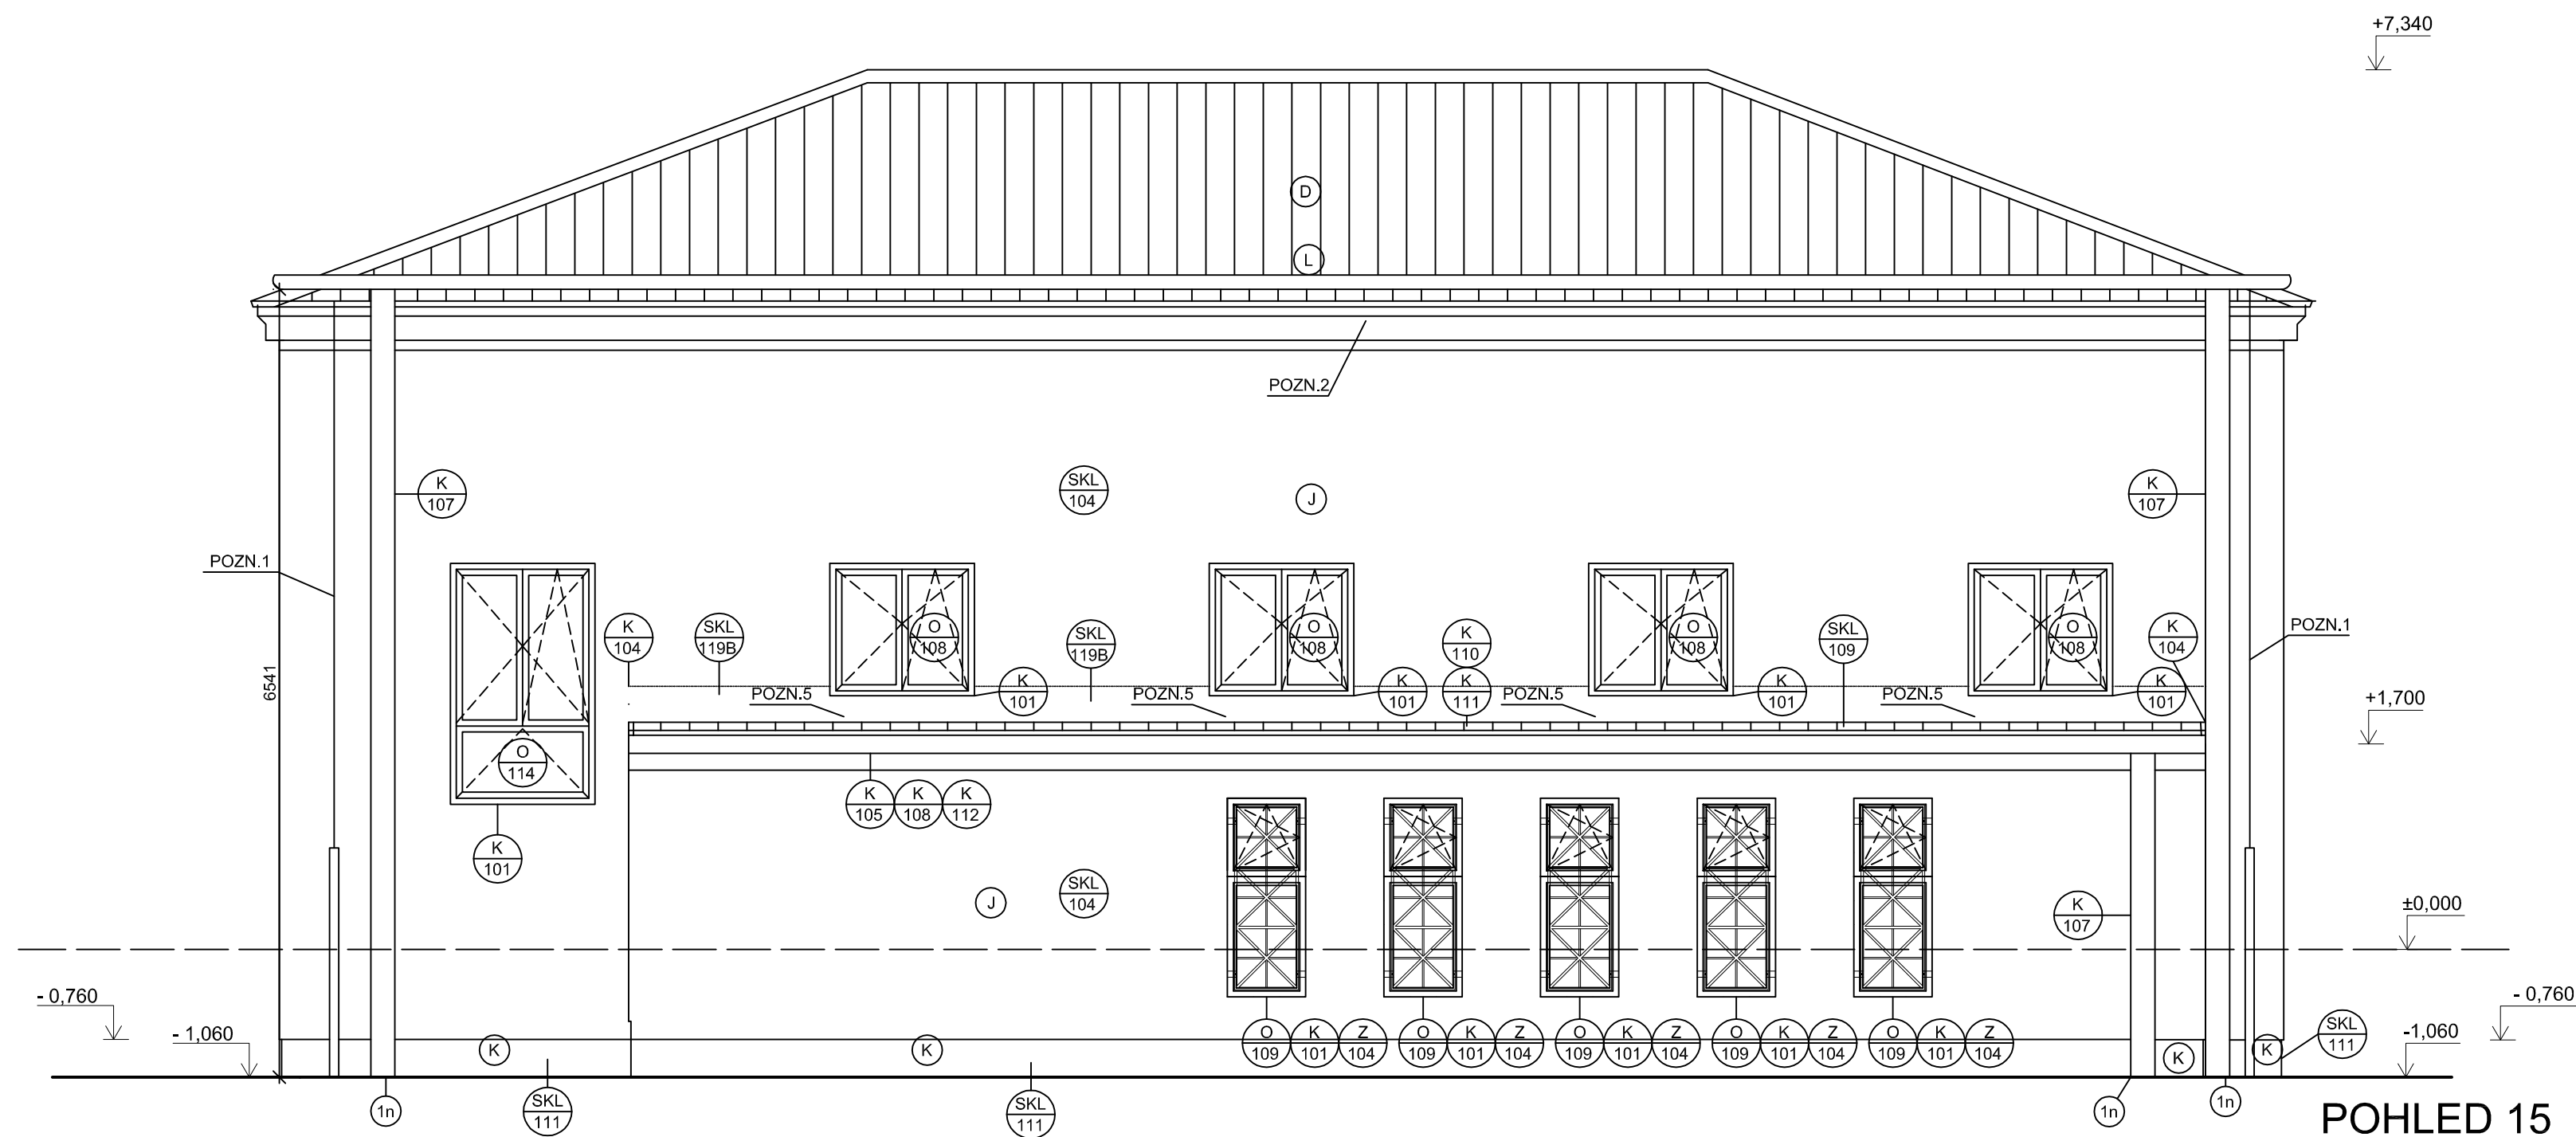 +7,340
D
L
POZN.2
K
107
SKL
104
J
K
107
POZN.1
POZN.1
6541
O
108
O
108
O
108
O
108
K
104
SKL
119B
SKL
119B
K
110
K
111
SKL
109
K
104
POZN.5
K
101
POZN.5
K
101
POZN.5
K
101
POZN.5
K
101
+1,700
O
114
K
105
K
108
K
112
K
101
J
SKL
104
K
107
±0,000
- 0,760
- 1,060
- 0,760
-1,060
K
K
O
109
K
101
Z
104
O
109
K
101
Z
104
O
109
K
101
Z
104
O
109
K
101
Z
104
O
109
K
101
Z
104
K
K
SKL
111
1n
SKL
111
SKL
111
1n
1n
POHLED 15